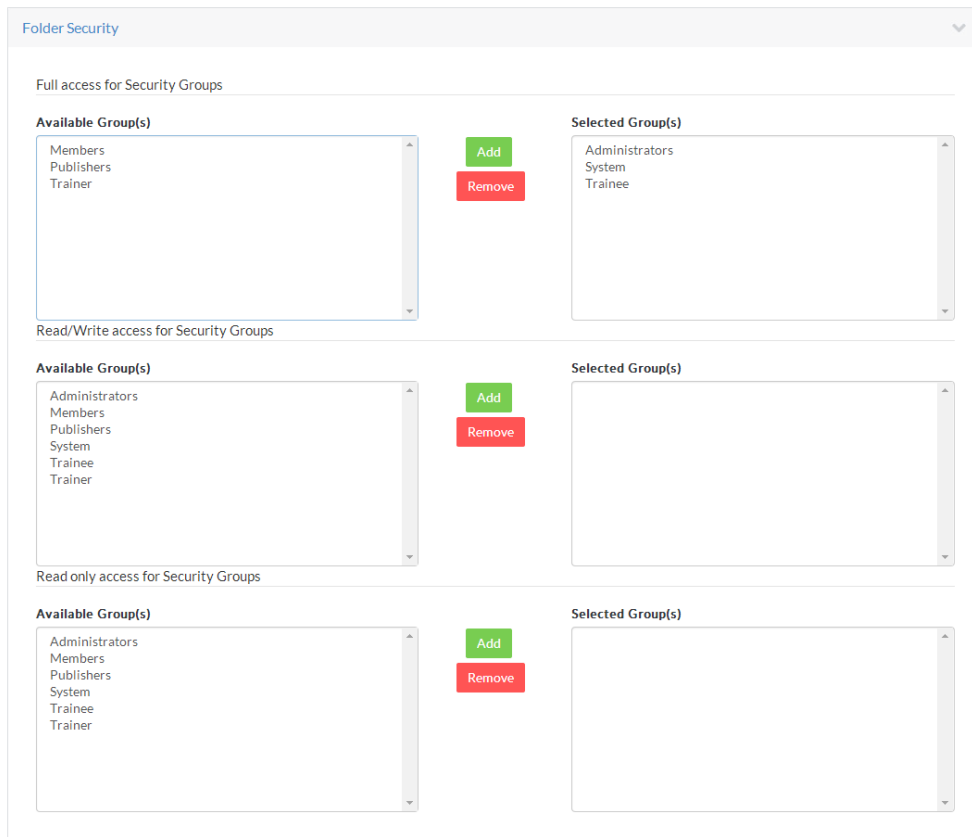 Folder Security
Full access for Security Groups
Available Group(s)
Members
Publishers
Trainer
Add
Remove
Selected Group(s)
Administrators
System
Trainee
Read/Write access for Security Groups
Available Group(s)
Administrators
Members
Publishers
System
Trainee
Trainer
Add
Remove
Selected Group(s)
Read only access for Security Groups
Available Group(s)
Administrators
Members
Publishers
System
Trainee
Trainer
Add
Remove
Selected Group(s)